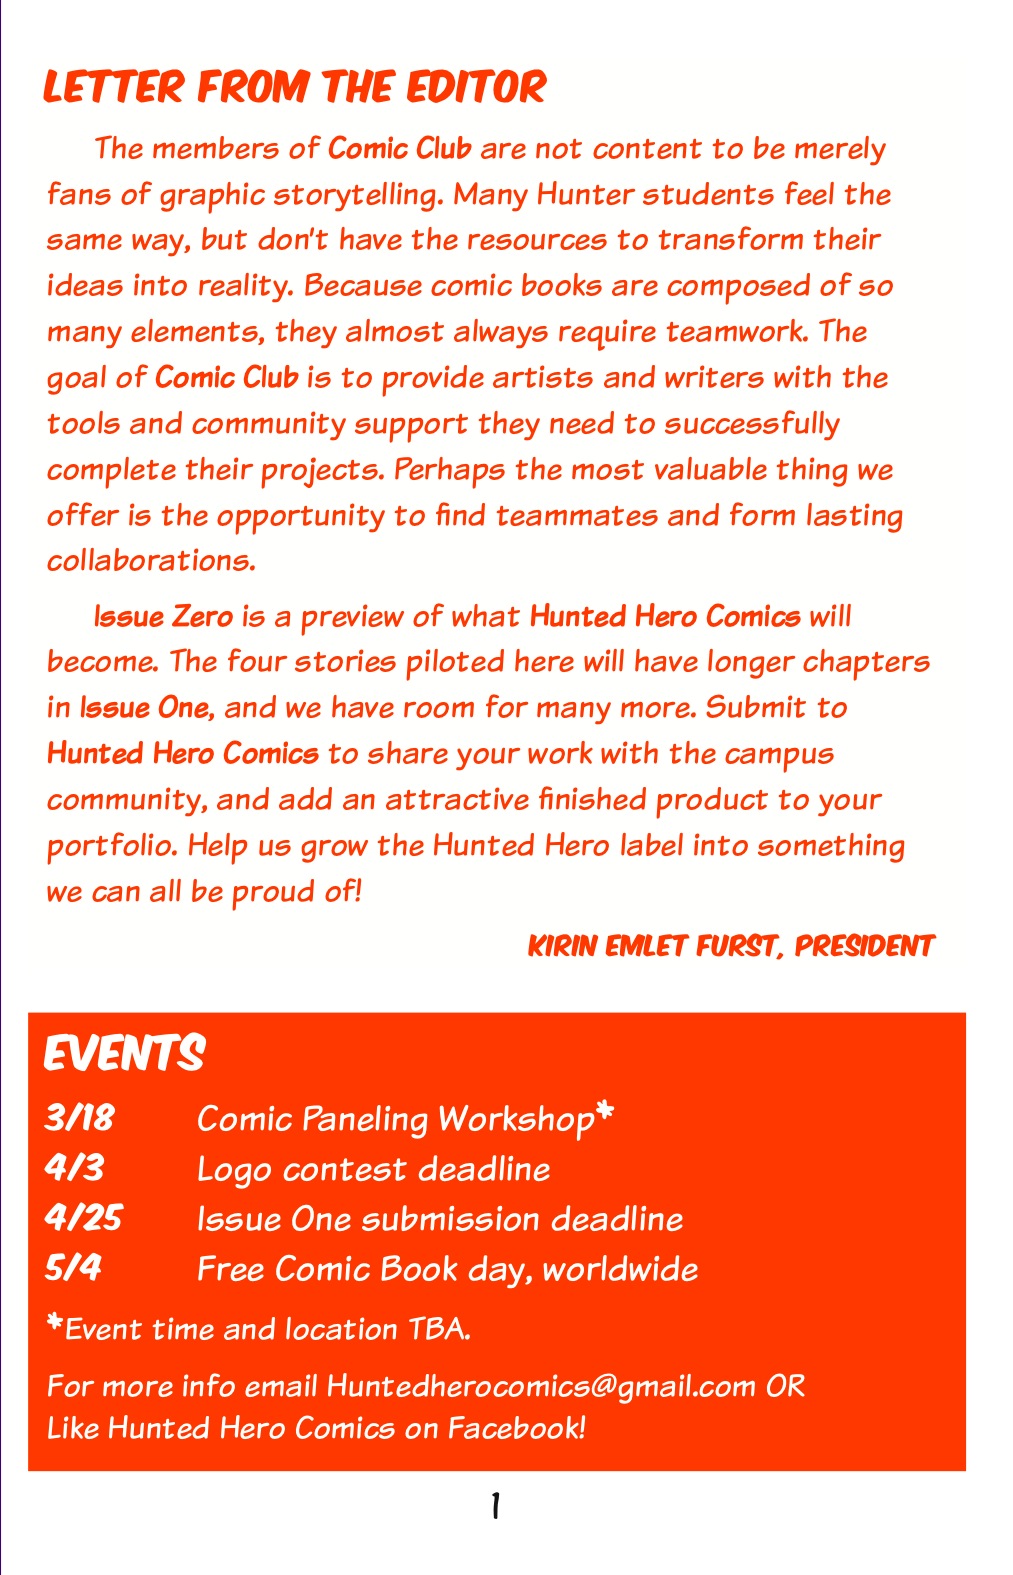 LETTER FROM THE EDITOR
The members of Comic Club are not content to be merely
fans of graphic storytelling. Many Hunter students feel the
same way, but don't have the resources to transform their
ideas into reality. Because comic books are composed of so
many elements, they almost always require teamwork. The
goal of Comic Club is to provide artists and writers with the
tools and community support they need to successfully
complete their projects. Perhaps the most valuable thing we
offer is the opportunity to find teammates and form lasting
collaborations.
Issue Zero is a preview of what Hunted Hero Comics will
become. The four stories piloted here will have longer chapters
in Issue One, and we have room for many more. Submit to
Hunted Hero Comics to share your work with the campus
community, and add an attractive finished product to your
portfolio. Help us grow the Hunted Hero label into something
we can all be proud of!
KIRIN EMLET FURST, PRESIDENT
EVENTS
3/18 Comic Paneling Workshop*
4/3 Logo contest deadline
4/25 Issue One submission deadline
5/4 Free Comic Book day, worldwide
*Event time and location TBA.
For more info email Huntedherocomics@gmail.com OR
Like Hunted Hero Comics on Facebook!
1